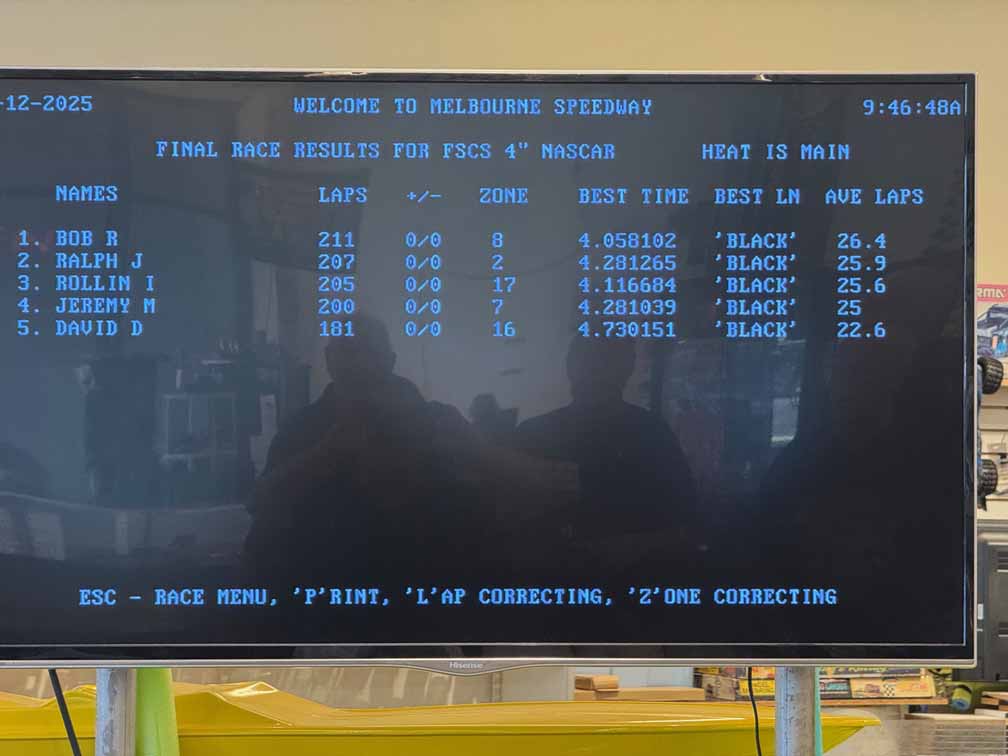 -12-2025 WELCOME TO MELBOURNE SPEEDWAY 9:46:48A
FINAL RACE RESULTS FOR FSCS 4" NASCAR HEAT IS MAIN
NAMES LAPS +/- ZONE BEST TIME BEST LN AVE LAPS
1. BOB R 211 0/0 8 4.058102 'BLACK' 26.4
2. RALPH J 207 0/0 2 4.281265 'BLACK' 25.9
3. ROLLIN I 205 0/0 17 4.116684 'BLACK' 25.6
4. JEREMY M 200 0/0 7 4.281039 'BLACK' 25
5. DAVID D 181 0/0 16 4.730151 'BLACK' 22.6
ESC - RACE MENU, 'P'RINT, 'L'AP CORRECTING, 'Z'ONE CORRECTING
Hisense